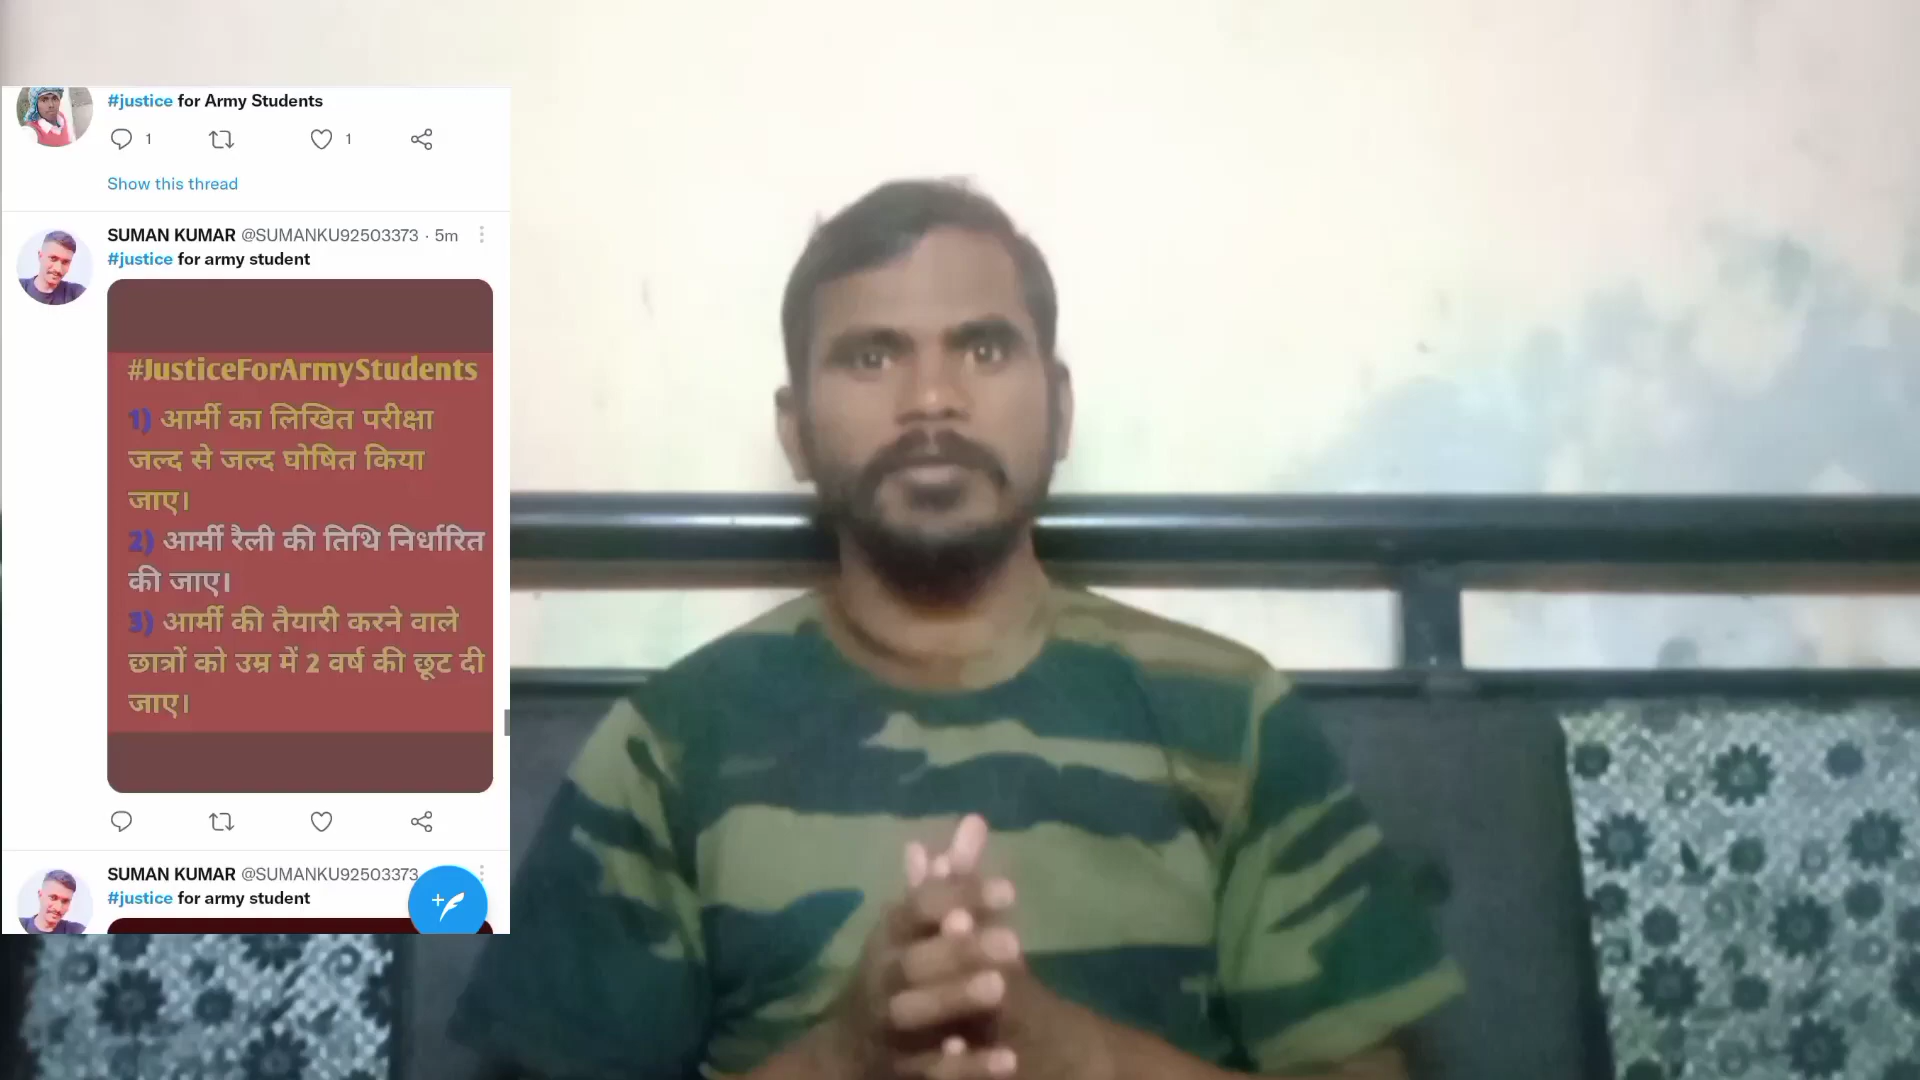 #justice for Army Students
1 1
Show this thread
SUMAN KUMAR @SUMANKU92503373 · 5m
#justice for army student
#JusticeForArmyStudents
1) आर्मी का लिखित परीक्षा
जल्द से जल्द घोषित किया
जाए।
2) आर्मी रैली की तिथि निर्धारित
की जाए।
3) आर्मी की तैयारी करने वाले
छात्रों को उम्र में 2 वर्ष की छूट दी
जाए।
SUMAN KUMAR @SUMANKU92503373
#justice for army student